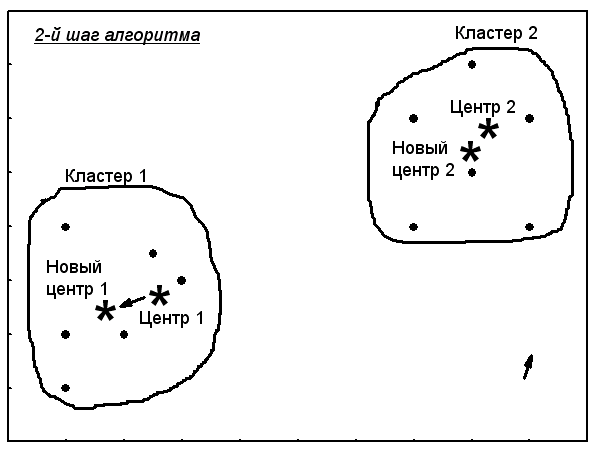 2-й шаг алгоритма
Кластер 2
Центр 2
Новый
центр 2
Кластер 1
Новый
центр 1
Центр 1